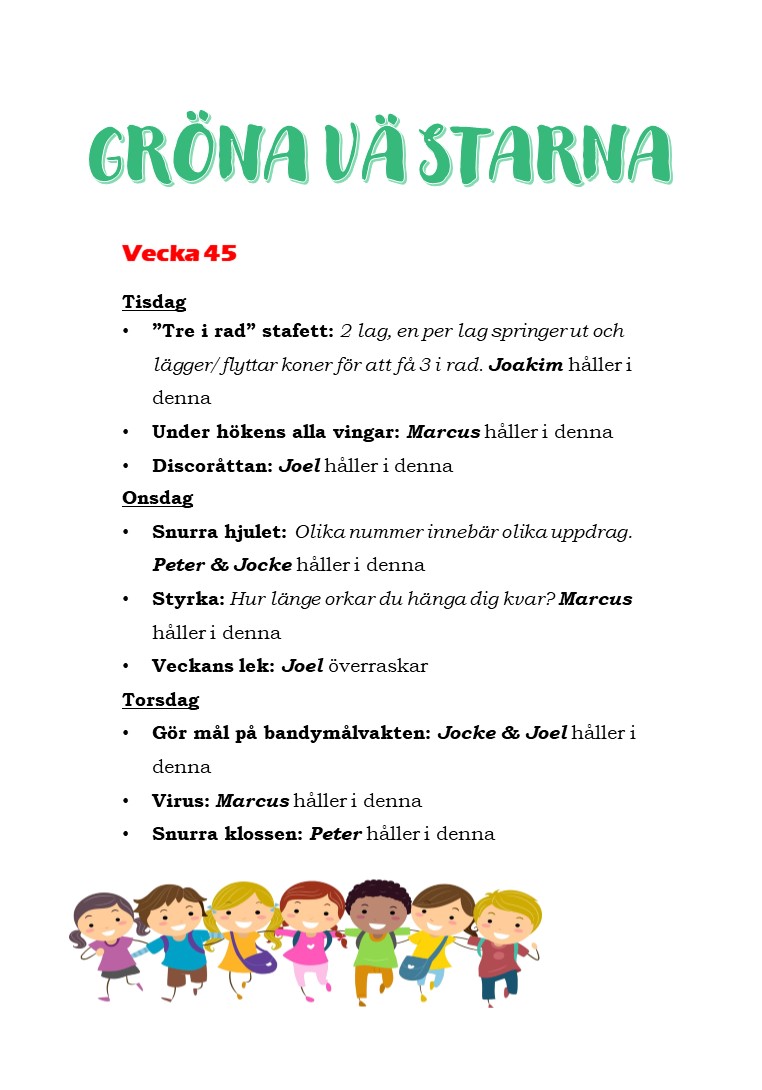 GRÖNA VÄSTARNA
Vecka 45
Tisdag
• ”Tre i rad” stafett: 2 lag, en per lag springer ut och
lägger/flyttar koner för att få 3 i rad. Joakim håller i
denna
• Under hökens alla vingar: Marcus håller i denna
• Discoråttan: Joel håller i denna
Onsdag
• Snurra hjulet: Olika nummer innebär olika uppdrag.
Peter & Jocke håller i denna
• Styrka: Hur länge orkar du hänga dig kvar? Marcus
håller i denna
• Veckans lek: Joel överraskar
Torsdag
• Gör mål på bandymålvakten: Jocke & Joel håller i
denna
• Virus: Marcus håller i denna
• Snurra klossen: Peter håller i denna